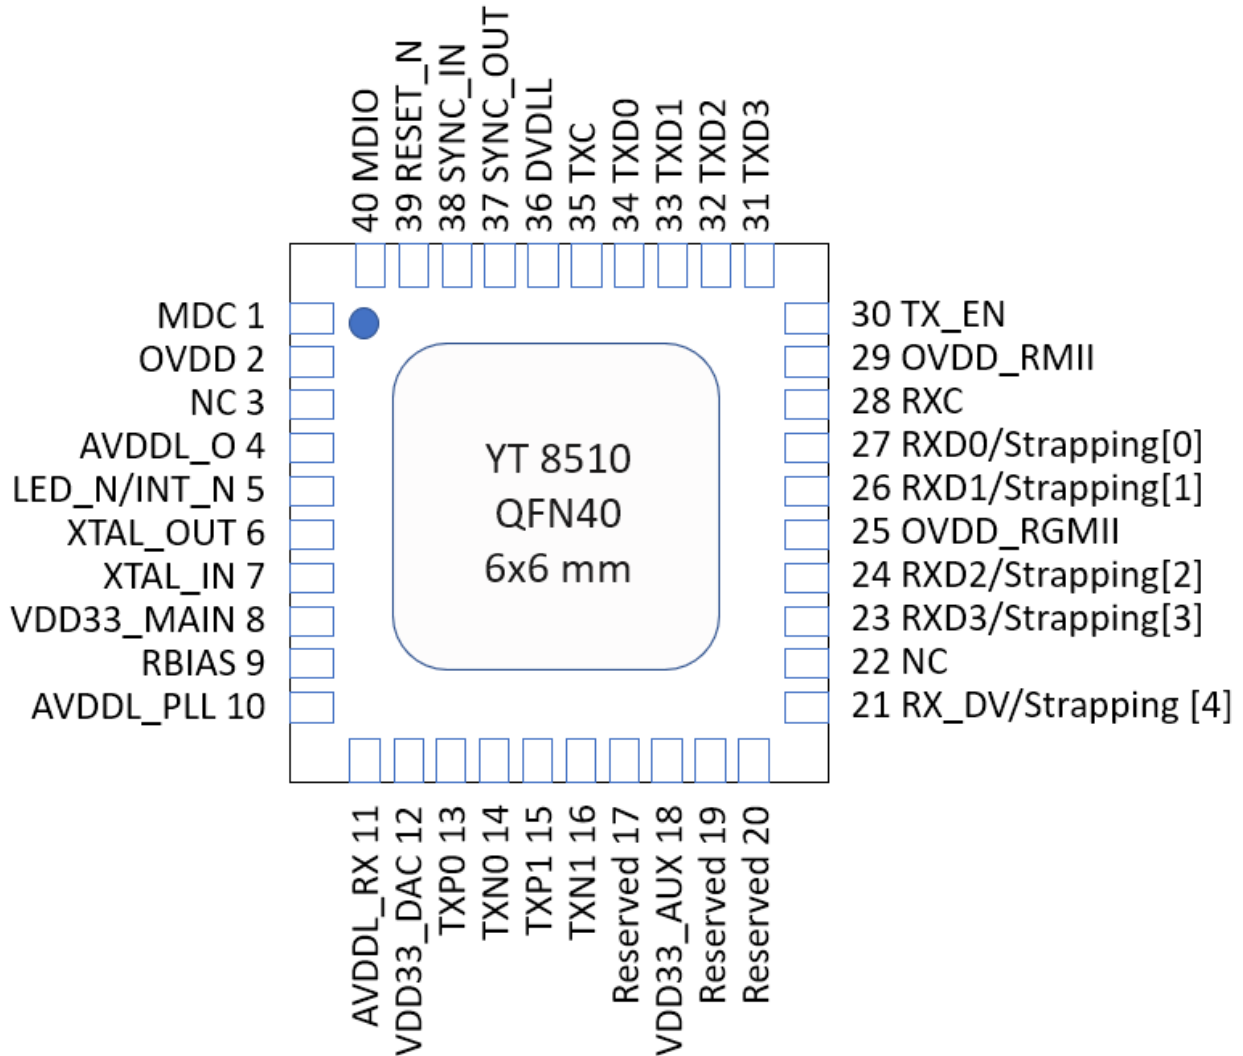 40 MDIO
39 RESET_N
38 SYNC_IN
37 SYNC_OUT
36 DVDLL
35 TXC
34 TXD0
33 TXD1
32 TXD2
31 TXD3
MDC 1
OVDD 2
NC 3
AVDDL_O 4
LED_N/INT_N 5
XTAL_OUT 6
XTAL_IN 7
VDD33_MAIN 8
RBIAS 9
AVDDL_PLL 10
YT 8510
QFN40
6x6 mm
30 TX_EN
29 OVDD_RMII
28 RXC
27 RXD0/Strapping[0]
26 RXD1/Strapping[1]
25 OVDD_RGMII
24 RXD2/Strapping[2]
23 RXD3/Strapping[3]
22 NC
21 RX_DV/Strapping [4]
AVDDL_RX 11
VDD33_DAC 12
TXP0 13
TXN0 14
TXP1 15
TXN1 16
Reserved 17
VDD33_AUX 18
Reserved 19
Reserved 20